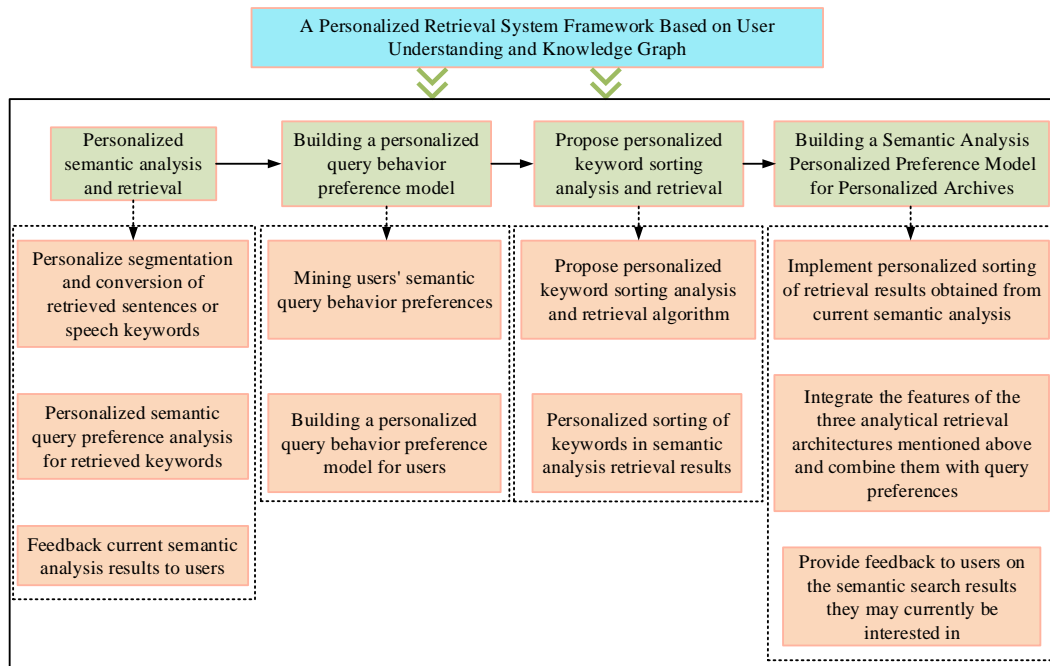 A Personalized Retrieval System Framework Based on User
Understanding and Knowledge Graph
Personalized
semantic analysis
and retrieval
Building a personalized
query behavior
preference model
Propose personalized
keyword sorting
analysis and retrieval
Building a Semantic Analysis
Personalized Preference Model
for Personalized Archives
Personalize segmentation
and conversion of
retrieved sentences or
speech keywords
Personalized semantic
query preference analysis
for retrieved keywords
Feedback current semantic
analysis results to users
Mining users' semantic
query behavior preferences
Building a personalized
query behavior preference
model for users
Propose personalized
keyword sorting analysis
and retrieval algorithm
Personalized sorting of
keywords in semantic
analysis retrieval results
Implement personalized sorting
of retrieval results obtained from
current semantic analysis
Integrate the features of the
three analytical retrieval
architectures mentioned above
and combine them with query
preferences
Provide feedback to users on
the semantic search results
they may currently be
interested in